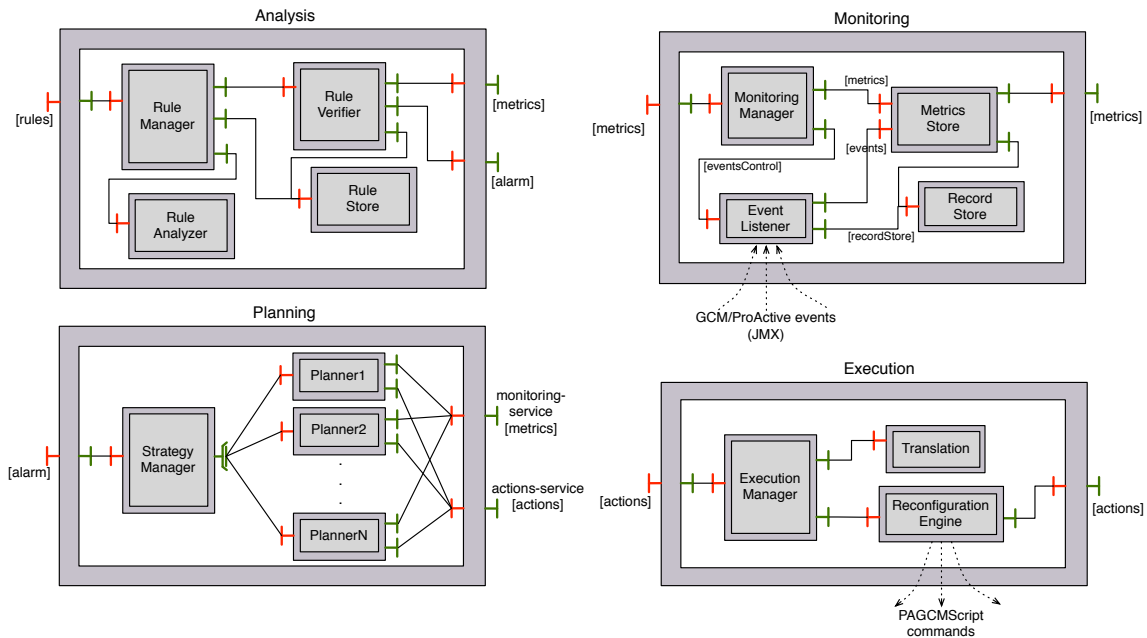 Analysis
[rules]
Rule
Manager
Rule
Verifier
Rule
Analyzer
Rule
Store
[metrics]
[alarm]
Monitoring
[metrics]
Monitoring
Manager
[metrics]
Metrics
Store
[events]
[eventsControl]
Event
Listener
[recordStore]
Record
Store
[metrics]
GCM/ProActive events
(JMX)
Planning
[alarm]
Strategy
Manager
Planner1
Planner2
.
.
.
PlannerN
monitoring-
service
[metrics]
actions-service
[actions]
Execution
[actions]
Execution
Manager
Translation
Reconfiguration
Engine
[actions]
PAGCMScript
commands